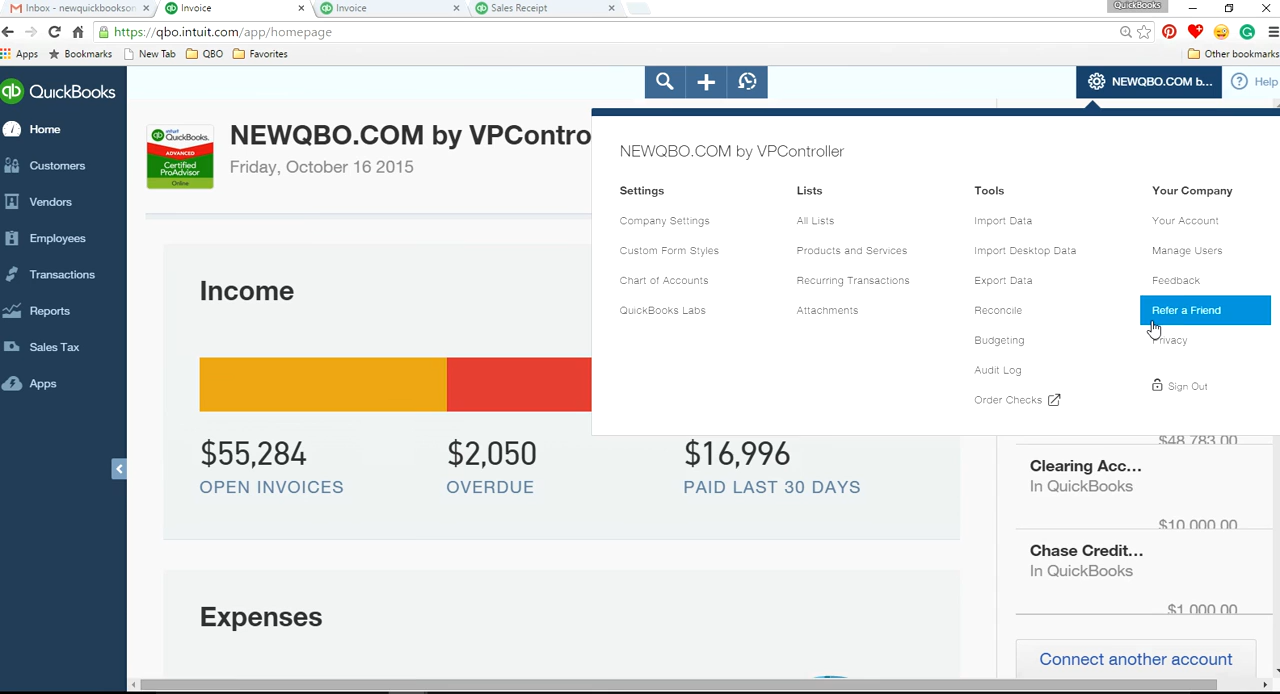 Inbox - newquickbookson
Invoice
Invoice
Sales Receipt
QuickBooks
https://qbo.intuit.com/app/homepage
Apps
Bookmarks
New Tab
QBO
Favorites
Other bookmarks
qb QuickBooks
NEWQBO.COM b...
Help
Home
Customers
Vendors
Employees
Transactions
Reports
Sales Tax
Apps
intuit
QuickBooks.
ADVANCED
Certified
ProAdvisor
Online
NEWQBO.COM by VPContro
Friday, October 16 2015
NEWQBO.COM by VPController
Settings
Company Settings
Custom Form Styles
Chart of Accounts
QuickBooks Labs
Lists
All Lists
Products and Services
Recurring Transactions
Attachments
Tools
Import Data
Import Desktop Data
Export Data
Reconcile
Budgeting
Audit Log
Order Checks
Your Company
Your Account
Manage Users
Feedback
Refer a Friend
Privacy
Sign Out
Income
$55,284
OPEN INVOICES
$2,050
OVERDUE
$16,996
PAID LAST 30 DAYS
Expenses
$48,783.00
Clearing Acc...
In QuickBooks
$10,000.00
Chase Credit...
In QuickBooks
$1,000.00
Connect another account